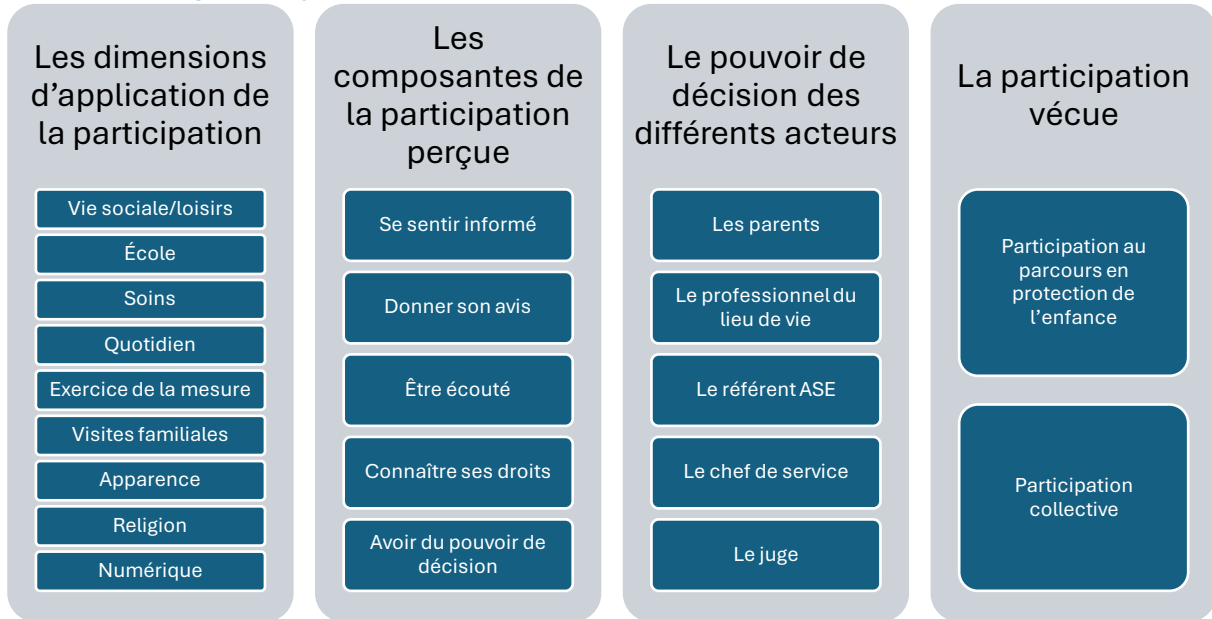 Les dimensions
d'application de
la participation
Vie sociale/loisirs
École
Soins
Quotidien
Exercice de la mesure
Visites familiales
Apparence
Religion
Numérique
Les
composantes de
la participation
perçue
Se sentir informé
Donner son avis
Être écouté
Connaître ses droits
Avoir du pouvoir de
décision
Le pouvoir de
décision des
différents acteurs
Les parents
Le professionnel du
lieu de vie
Le référent ASE
Le chef de service
Le juge
La participation
vécue
Participation au
parcours en
protection de
l'enfance
Participation
collective